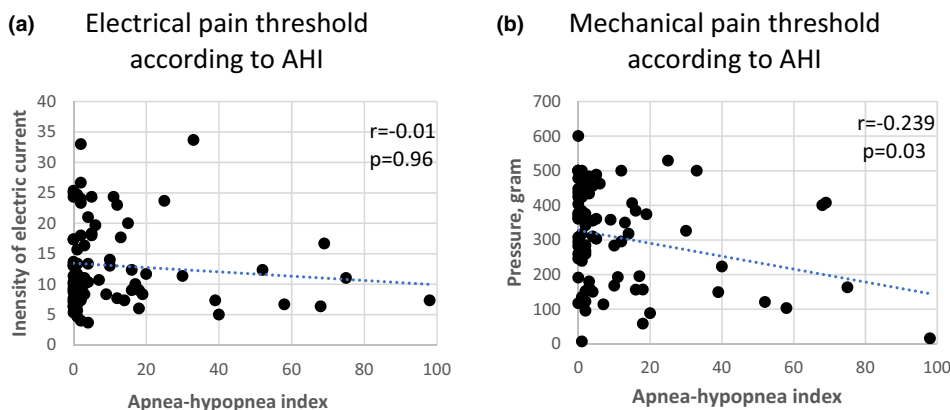 (a) Electrical pain threshold
according to AHI
Inensity of electric current
40
35
30
25
20
15
10
5
0
r=-0.01
p=0.96
0 20 40 60 80 100
Apnea-hypopnea index
(b) Mechanical pain threshold
according to AHI
Pressure, gram
700
600
500
400
300
200
100
0
r=-0.239
p=0.03
0 20 40 60 80 100
Apnea-hypopnea index